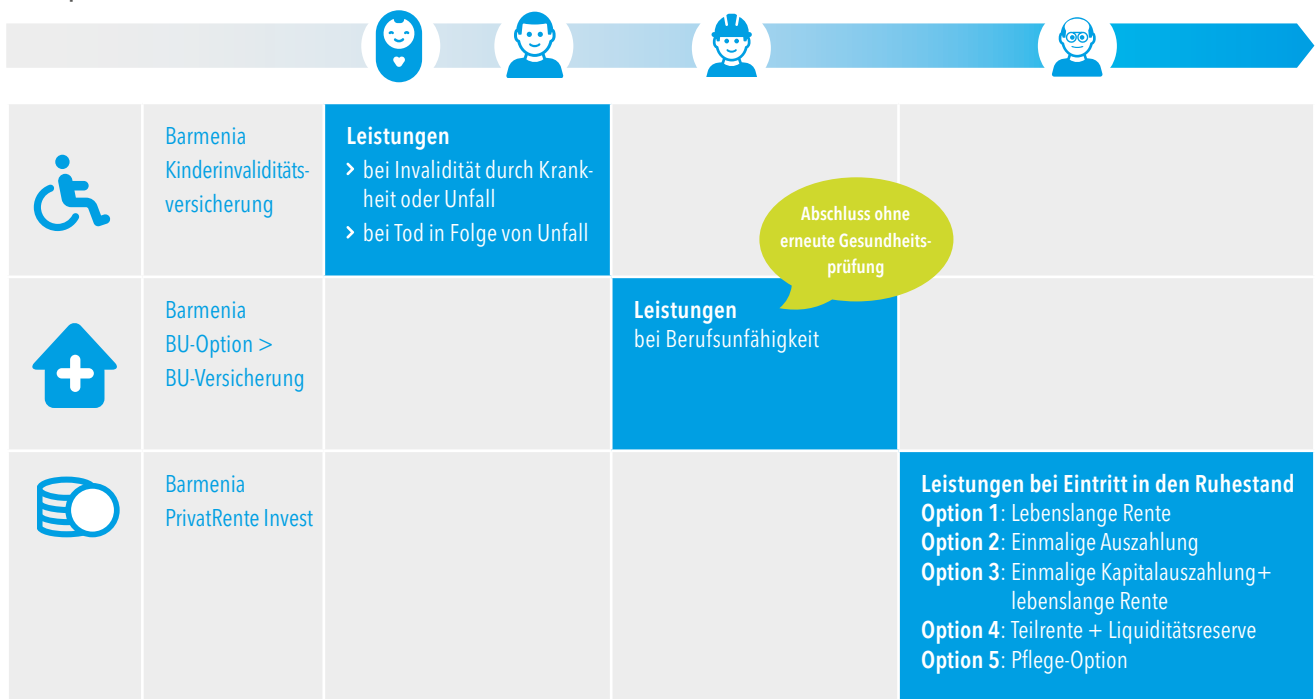 Barmenia
Kinderinvaliditäts-
versicherung
Leistungen
> bei Invalidität durch Krank-
heit oder Unfall
> bei Tod in Folge von Unfall
Abschluss ohne
erneute Gesundheits-
prüfung
Barmenia
BU-Option >
BU-Versicherung
Leistungen
bei Berufsunfähigkeit
Barmenia
PrivatRente Invest
Leistungen bei Eintritt in den Ruhestand
Option 1: Lebenslange Rente
Option 2: Einmalige Auszahlung
Option 3: Einmalige Kapitalauszahlung+
lebenslange Rente
Option 4: Teilrente + Liquiditätsreserve
Option 5: Pflege-Option